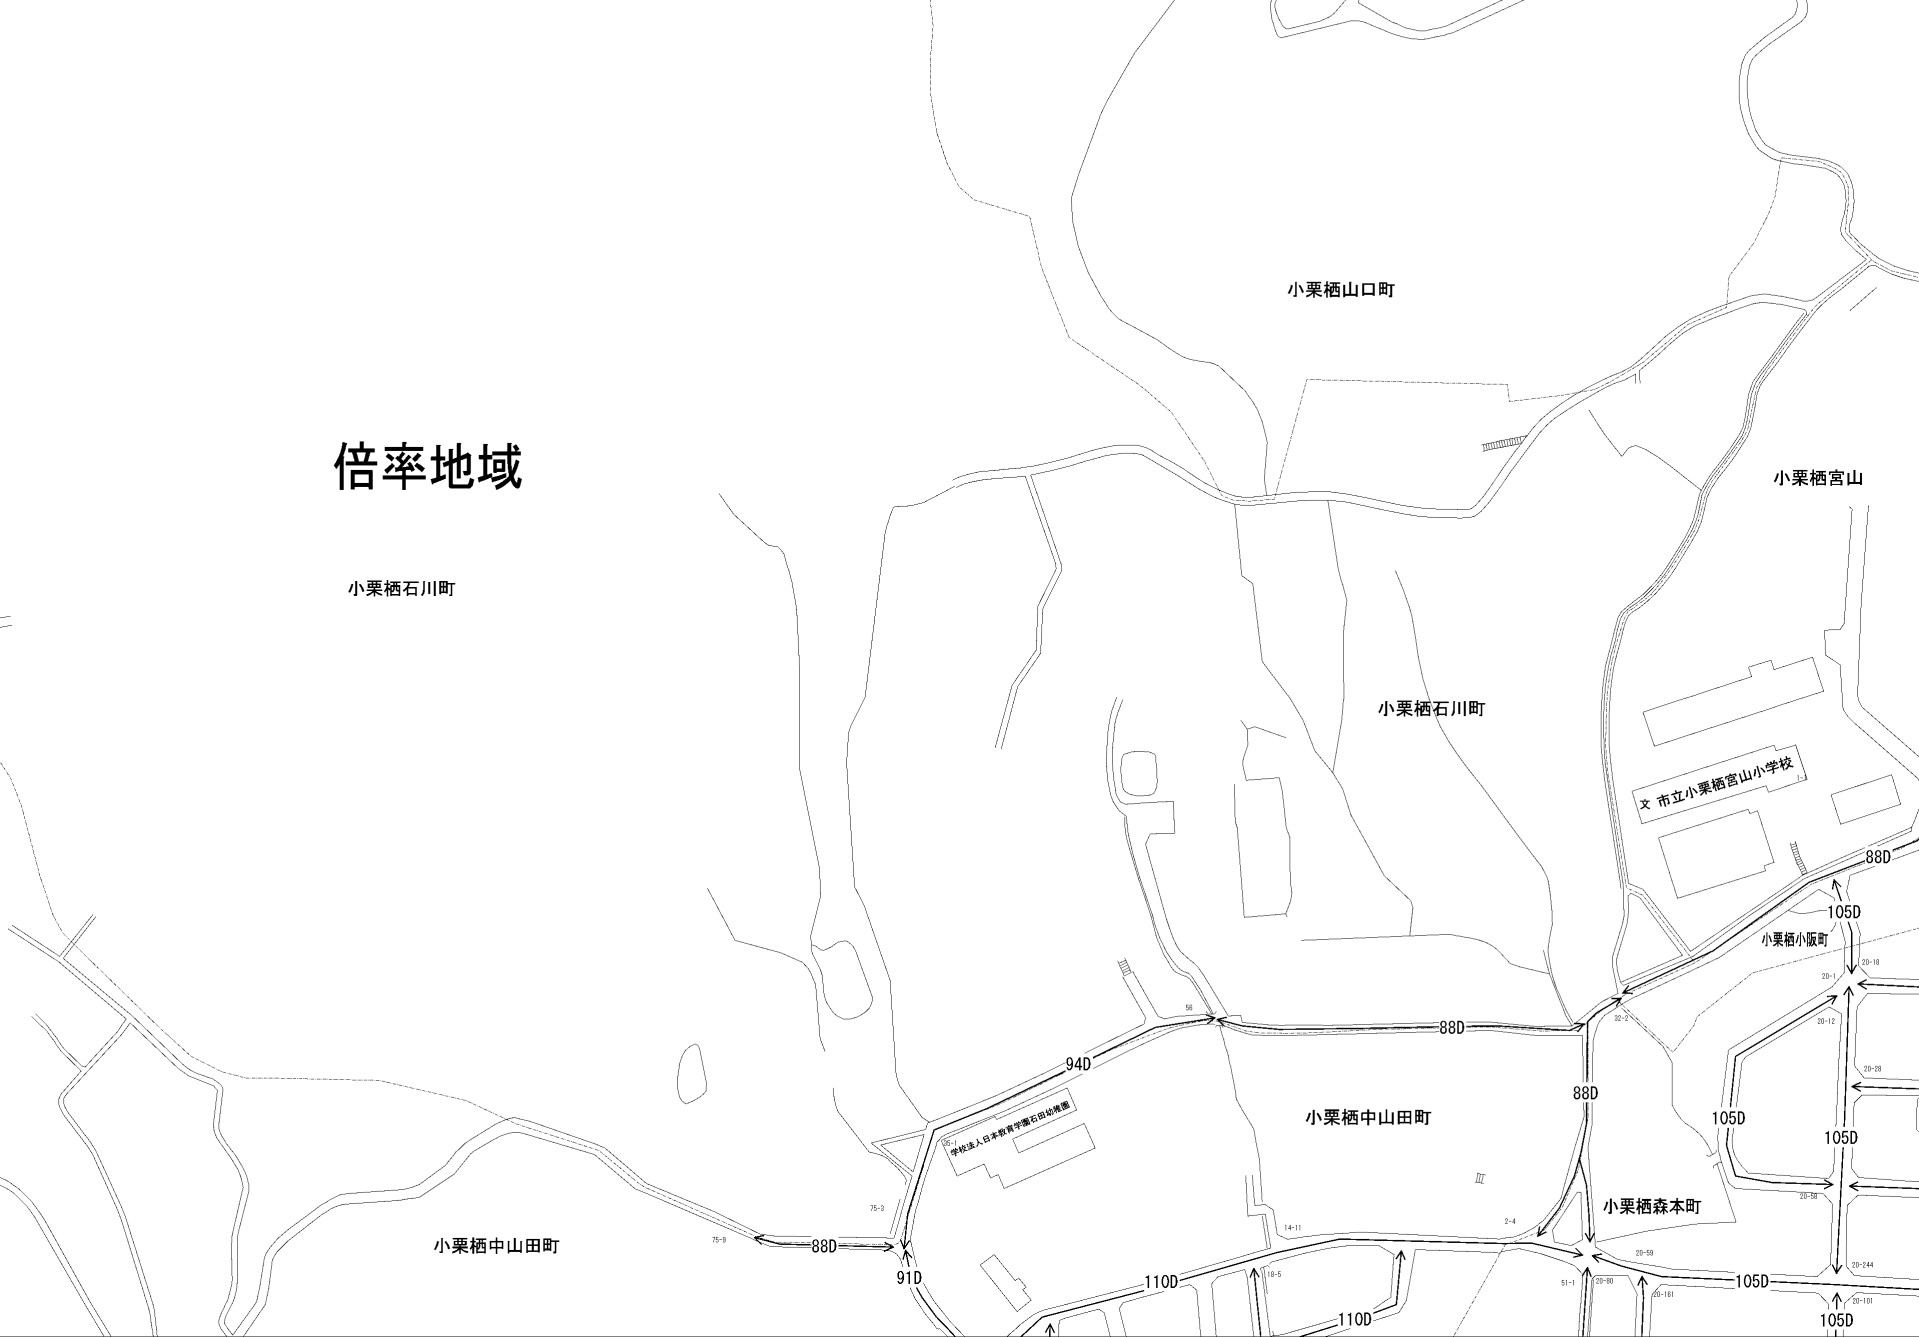 小栗栖山口町
倍率地域
小栗栖宮山
小栗栖石川町
小栗栖石川町
市立小栗栖宮山小学校
文
1-1
88D
105D
小栗栖小阪町
20-18
20-1
56
32-2
20-12
88D
94D
20-28
88D
小栗栖中山田町
105D
105D
学校法人日本教育学園石田幼稚園
35-1
75-3
2-4
小栗栖森本町
20-58
14-11
75-9
88D
小栗栖中山田町
20-59
20-244
91D
18-5
110D
51-1
20-80
105D
20-161
20-101
110D
105D